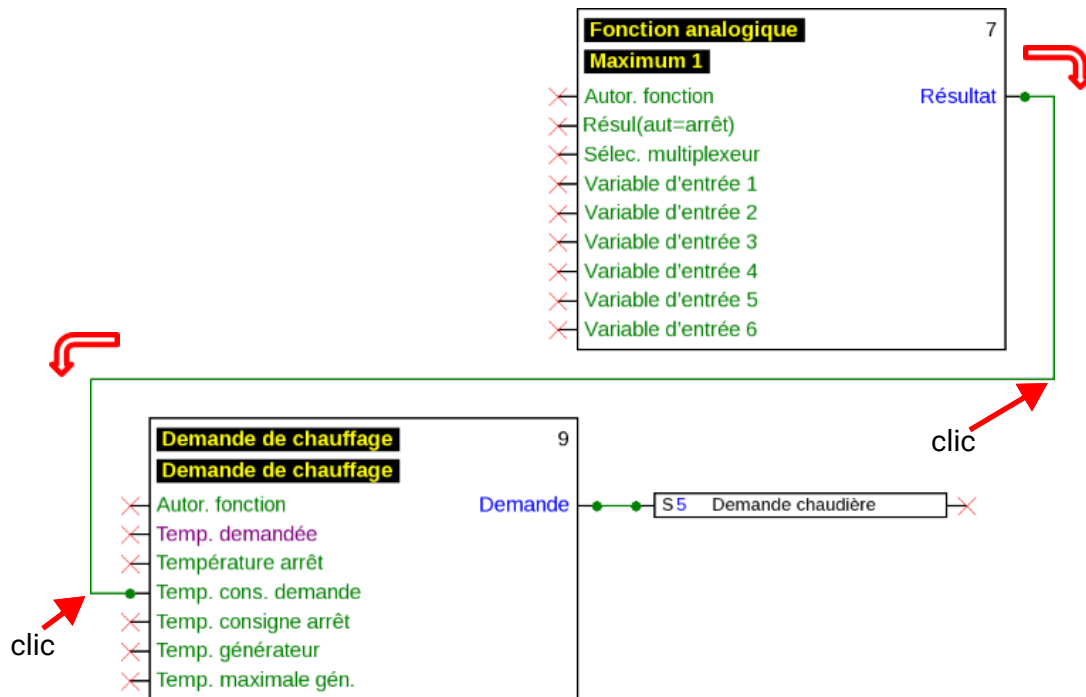 Fonction analogique 7
Maximum 1
Autor. fonction Résultat
Résul(aut=arrêt)
Sélec. multiplexeur
Variable d'entrée 1
Variable d'entrée 2
Variable d'entrée 3
Variable d'entrée 4
Variable d'entrée 5
Variable d'entrée 6
clic
Demande de chauffage 9
Demande de chauffage
Autor. fonction Demande S5 Demande chaudière
Temp. demandée
Température arrêt
Temp. cons. demande
Temp. consigne arrêt
clic
Temp. générateur
Temp. maximale gén.